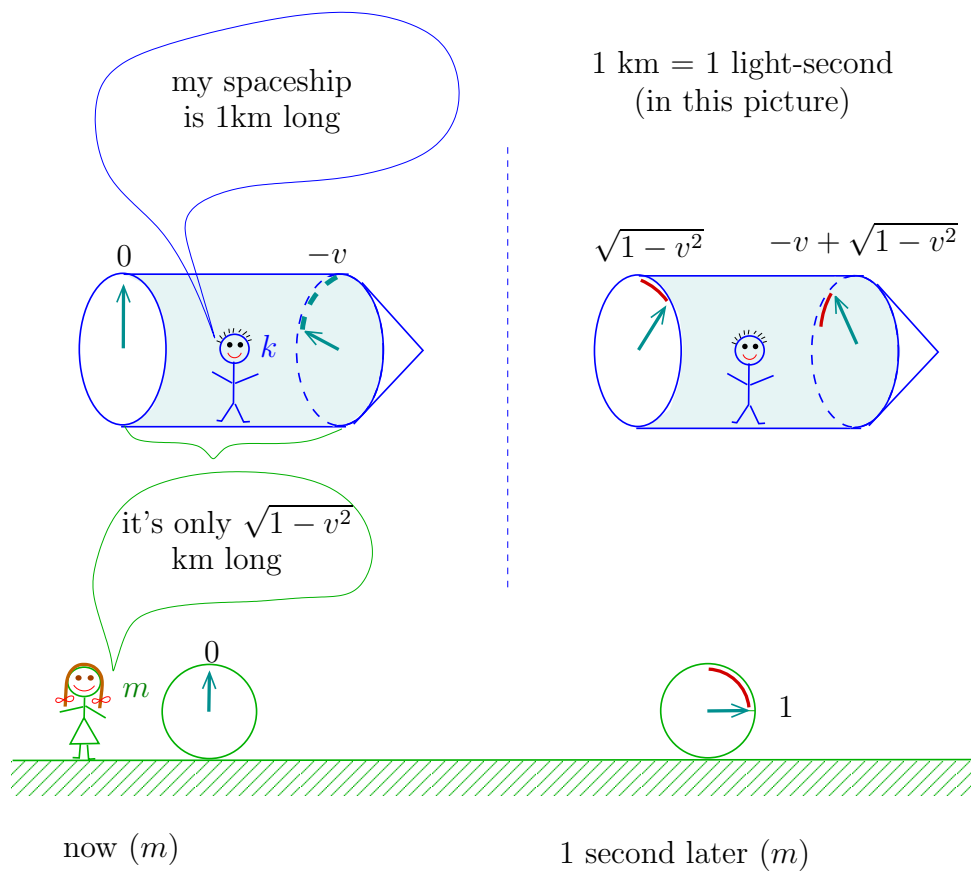 my spaceship
is 1km long
1 km = 1 light-second
(in this picture)
0
−v
√(1 − v²)
−v + √(1 − v²)
k
it's only √(1 − v²)
km long
m
0
1
now (m)
1 second later (m)